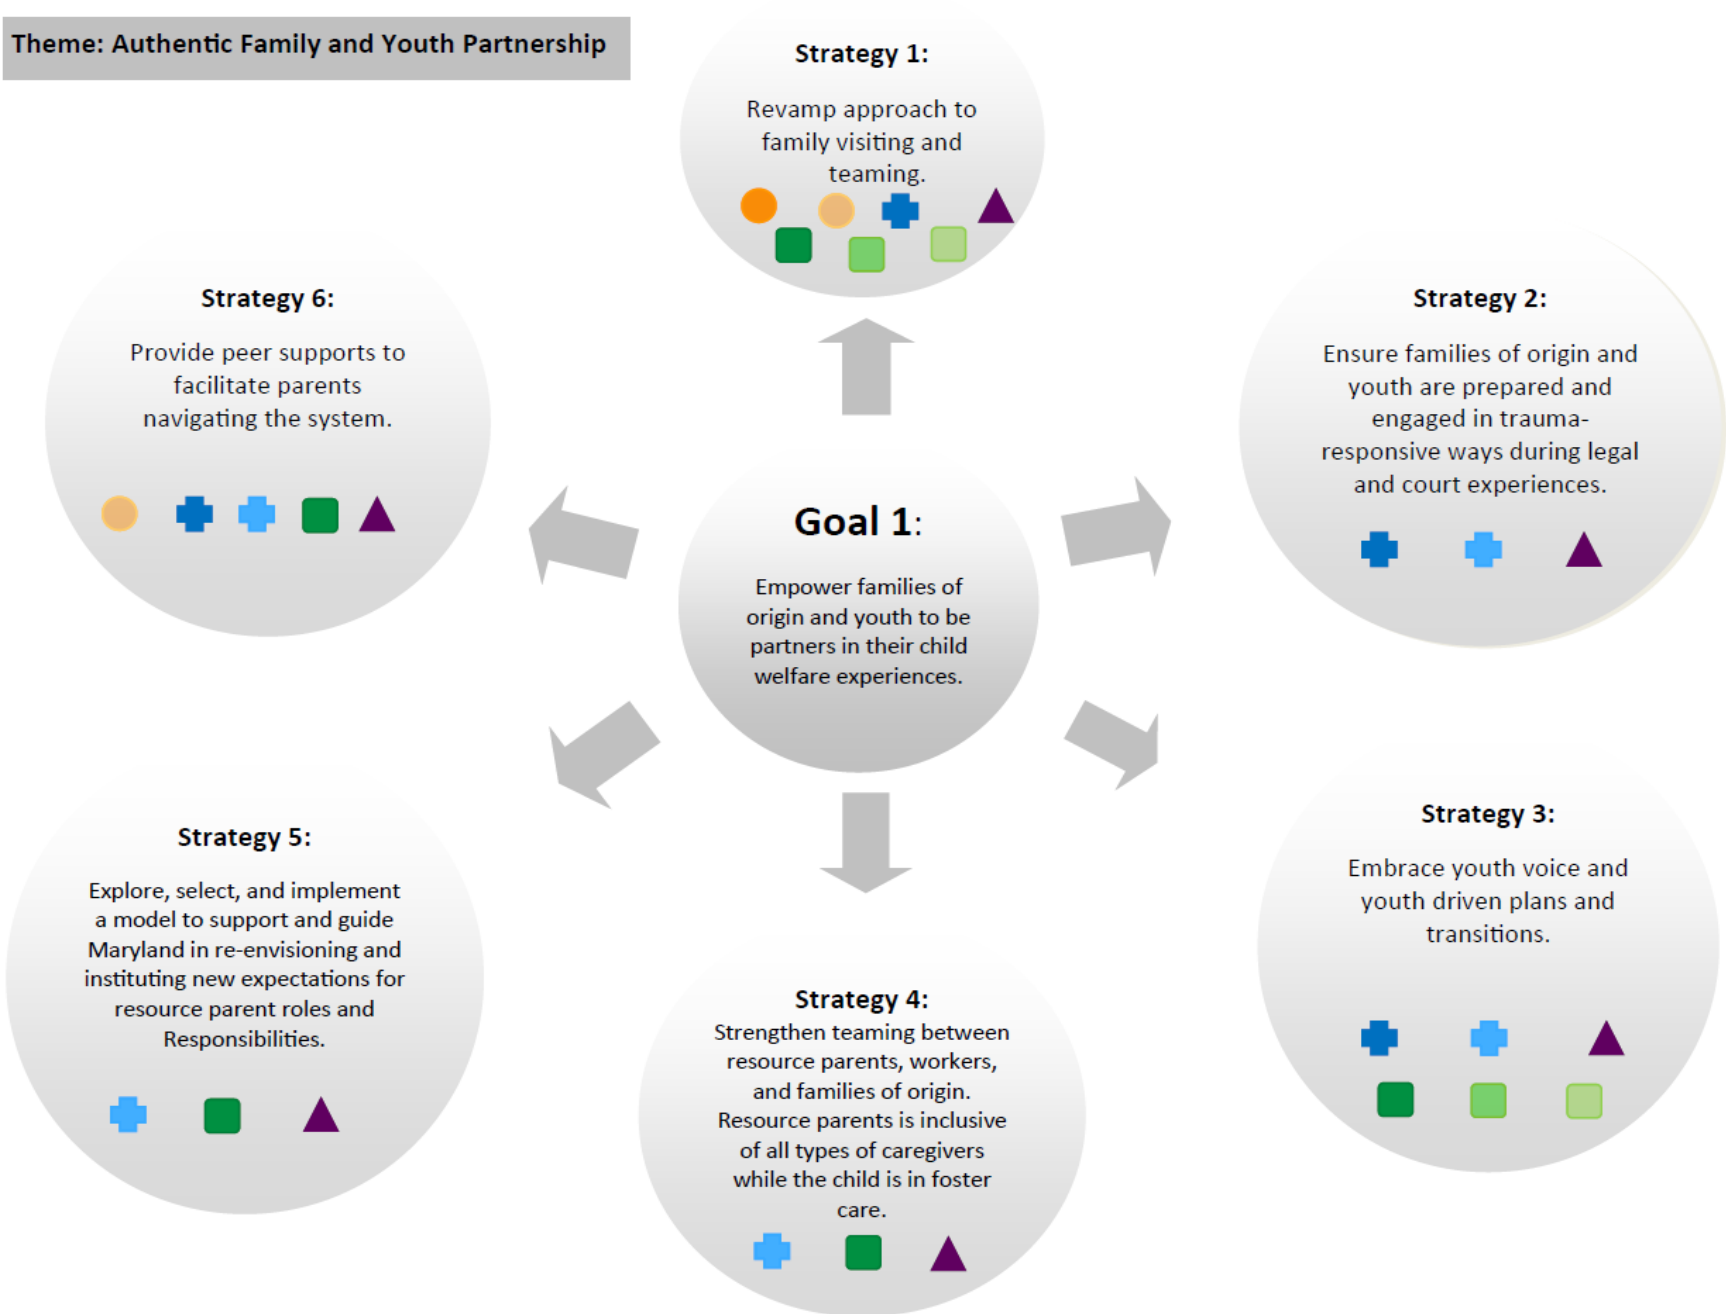 Theme: Authentic Family and Youth Partnership
Strategy 1:
Revamp approach to
family visiting and
teaming.
Strategy 6:
Provide peer supports to
facilitate parents
navigating the system.
Strategy 2:
Ensure families of origin and
youth are prepared and
engaged in trauma-
responsive ways during legal
and court experiences.
Goal 1:
Empower families of
origin and youth to be
partners in their child
welfare experiences.
Strategy 5:
Explore, select, and implement
a model to support and guide
Maryland in re-envisioning and
instituting new expectations for
resource parent roles and
Responsibilities.
Strategy 3:
Embrace youth voice and
youth driven plans and
transitions.
Strategy 4:
Strengthen teaming between
resource parents, workers,
and families of origin.
Resource parents is inclusive
of all types of caregivers
while the child is in foster
care.